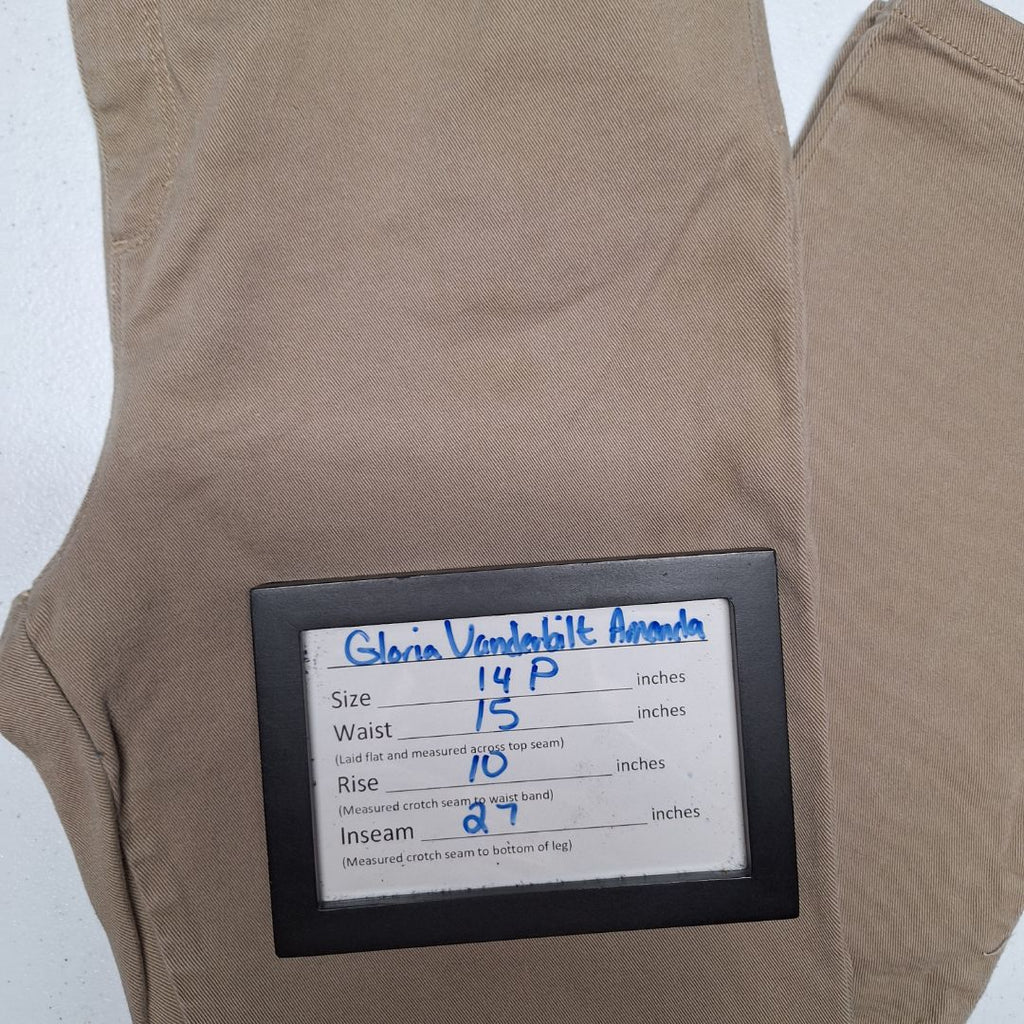 Gloria Vanderbilt Amanda
Size 14 P inches
Waist 15 inches
(Laid flat and measured across top seam)
Rise 10 inches
(Measured crotch seam to waist band)
Inseam 27 inches
(Measured crotch seam to bottom of leg)